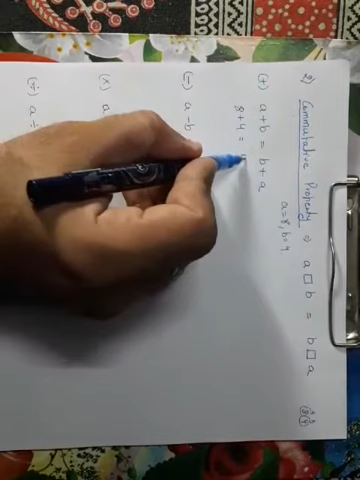 2) Commutative Property ⇒ a □ b = b □ a
a=8, b=4
(+) a+b = b+a
8+4 =
(−) a−b
(×) a
(÷) a÷